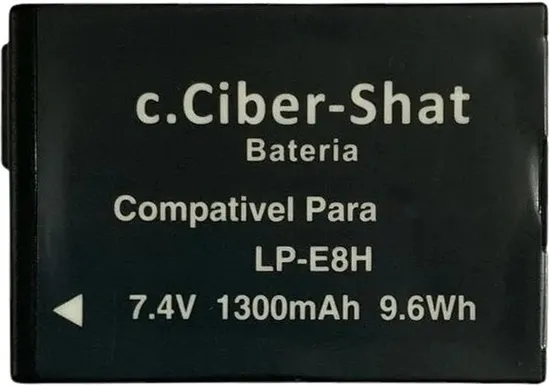 c.Ciber-Shat
Bateria
Compativel Para
LP-E8H
7.4V 1300mAh 9.6Wh